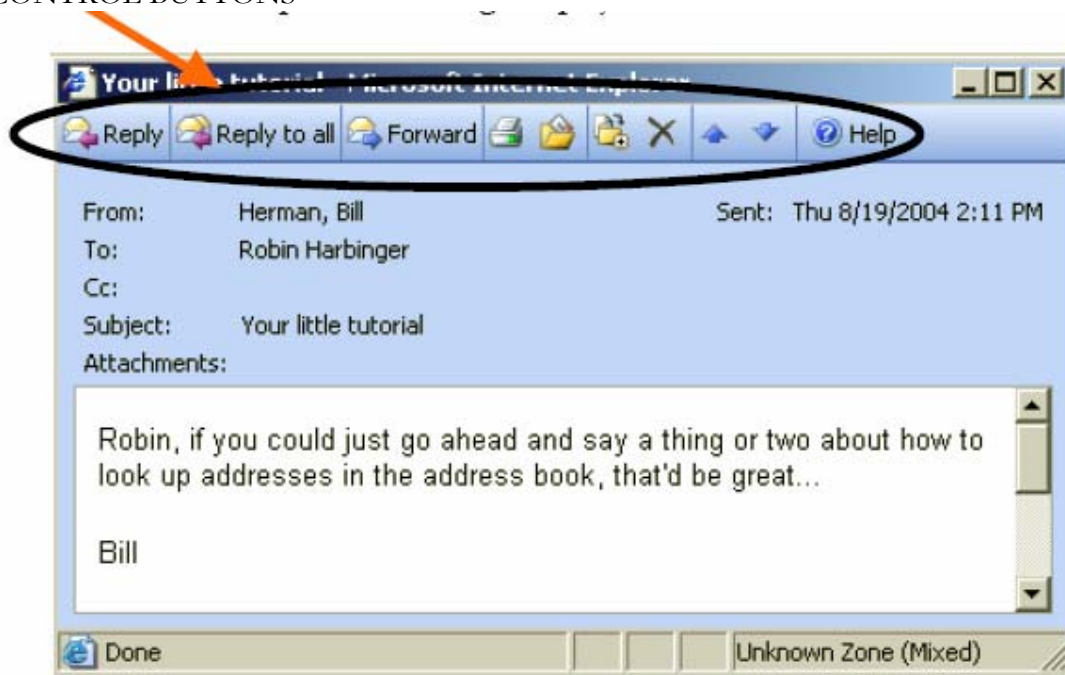 CONTROL BUTTONS
Your little tutorial - Microsoft Internet Explorer
Reply Reply to all Forward Help
From: Herman, Bill Sent: Thu 8/19/2004 2:11 PM
To: Robin Harbinger
Cc:
Subject: Your little tutorial
Attachments:
Robin, if you could just go ahead and say a thing or two about how to
look up addresses in the address book, that'd be great...
Bill
Done Unknown Zone (Mixed)